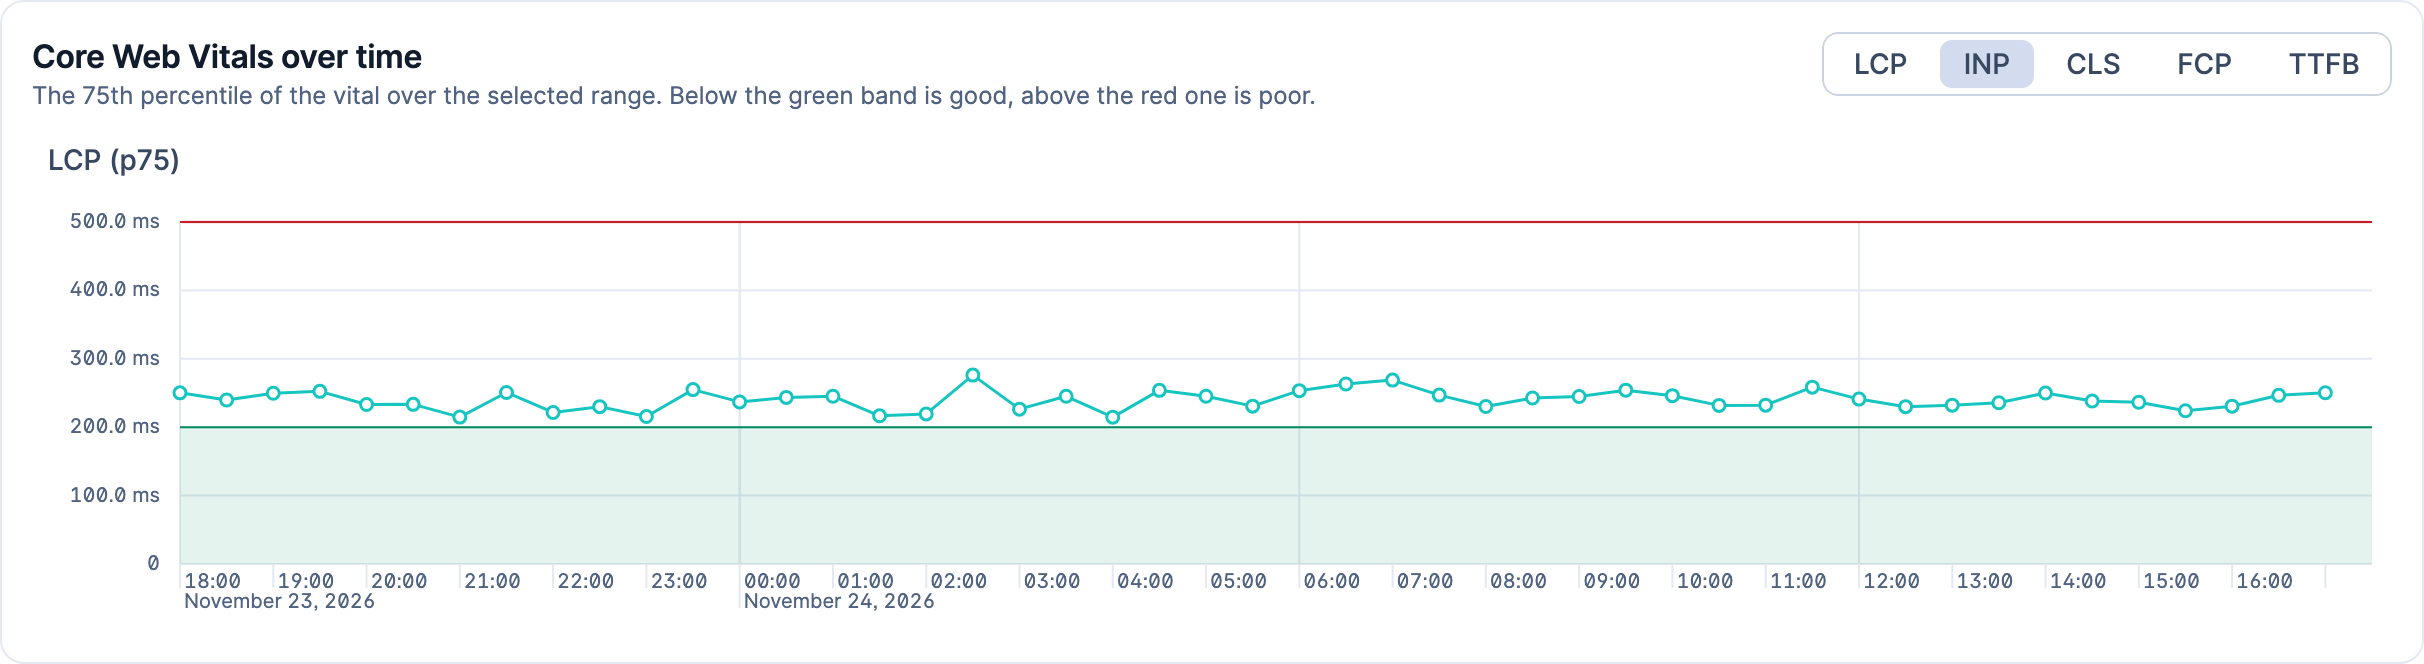 Core Web Vitals over time
The 75th percentile of the vital over the selected range. Below the green band is good, above the red one is poor.
LCP INP CLS FCP TTFB
LCP (p75)
500.0 ms
400.0 ms
300.0 ms
200.0 ms
100.0 ms
0
18:00 19:00 20:00 21:00 22:00 23:00 00:00 01:00 02:00 03:00 04:00 05:00 06:00 07:00 08:00 09:00 10:00 11:00 12:00 13:00 14:00 15:00 16:00
November 23, 2026 November 24, 2026